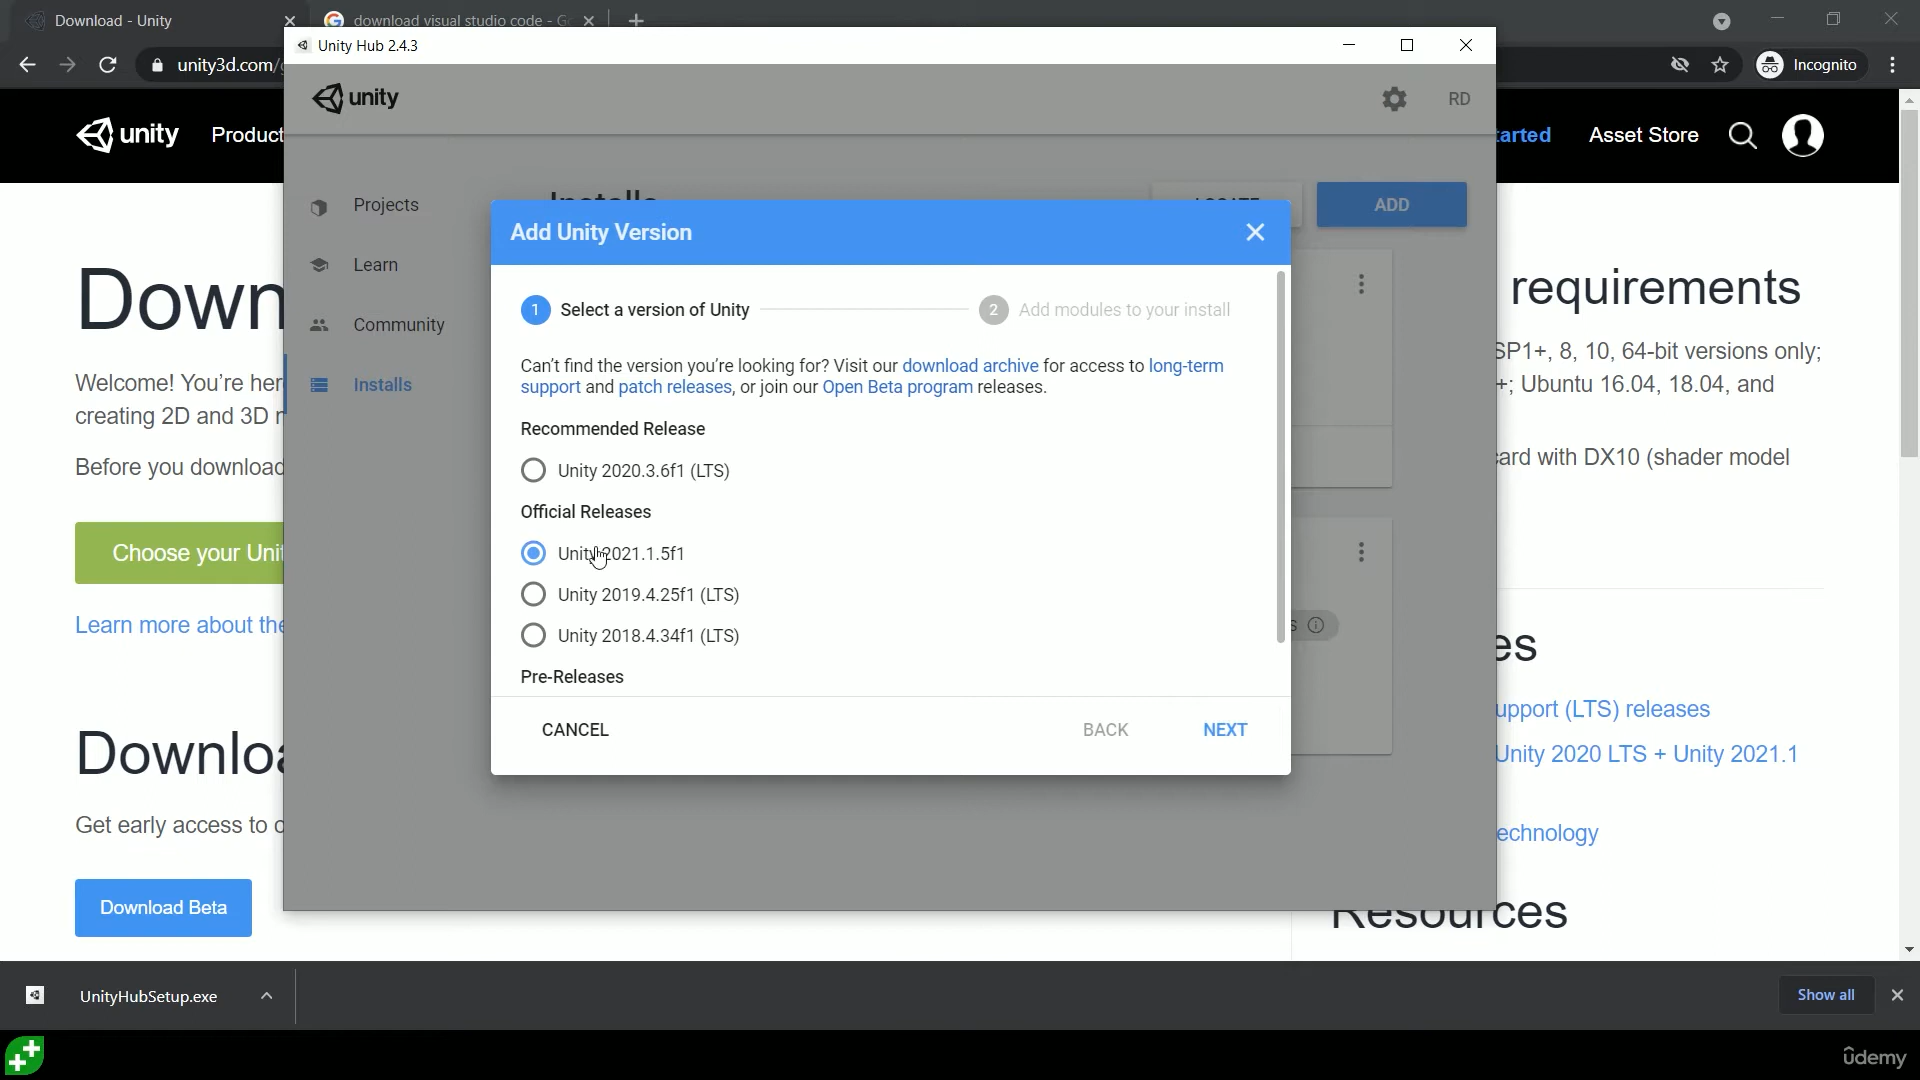 Download - Unity
download visual studio code - Go
Unity Hub 2.4.3
unity3d.com/
Incognito
unity
RD
unity
Product
tarted
Asset Store
Projects
Installs
LOCATE
ADD
Add Unity Version
Learn
Down
requirements
1 Select a version of Unity
2 Add modules to your install
Community
SP1+, 8, 10, 64-bit versions only;
Can't find the version you're looking for? Visit our download archive for access to long-term
support and patch releases, or join our Open Beta program releases.
Welcome! You're her
Installs
+; Ubuntu 16.04, 18.04, and
creating 2D and 3D
Recommended Release
Before you download
card with DX10 (shader model
Unity 2020.3.6f1 (LTS)
Official Releases
Choose your Unit
Unity 2021.1.5f1
Unity 2019.4.25f1 (LTS)
Learn more about the
Unity 2018.4.34f1 (LTS)
es
Pre-Releases
upport (LTS) releases
CANCEL
BACK
NEXT
Downloa
Unity 2020 LTS + Unity 2021.1
Get early access to
echnology
Download Beta
Resources
UnityHubSetup.exe
Show all
ûdemy